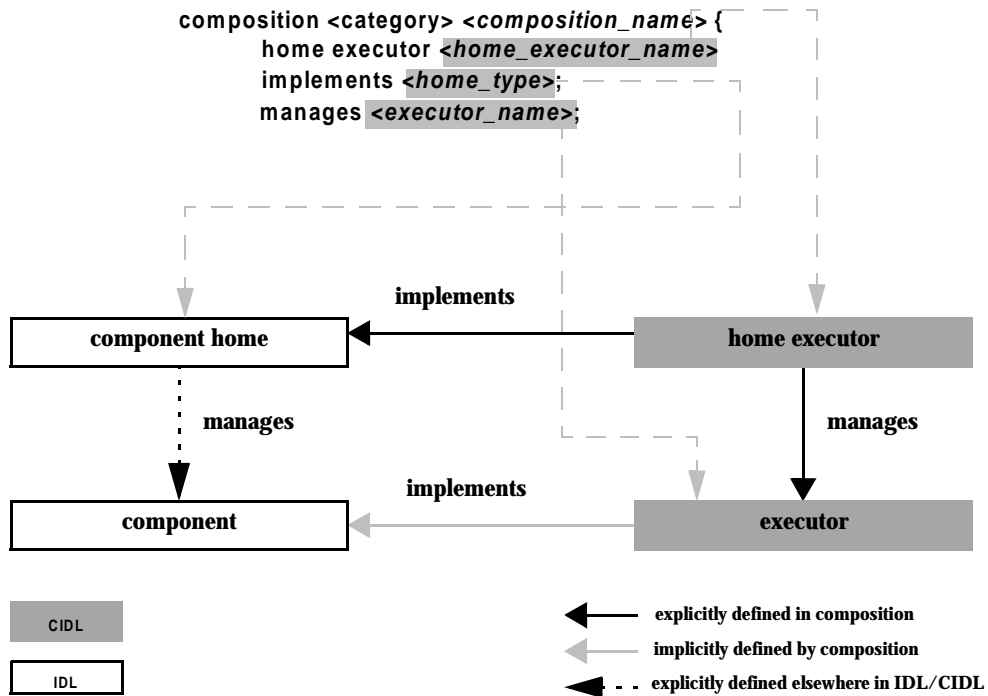 composition <category> <composition_name> {
home executor <home_executor_name>
implements <home_type>;
manages <executor_name>;
implements
component home
home executor
manages
manages
implements
component
executor
CIDL
explicitly defined in composition
implicitly defined by composition
IDL
explicitly defined elsewhere in IDL/CIDL